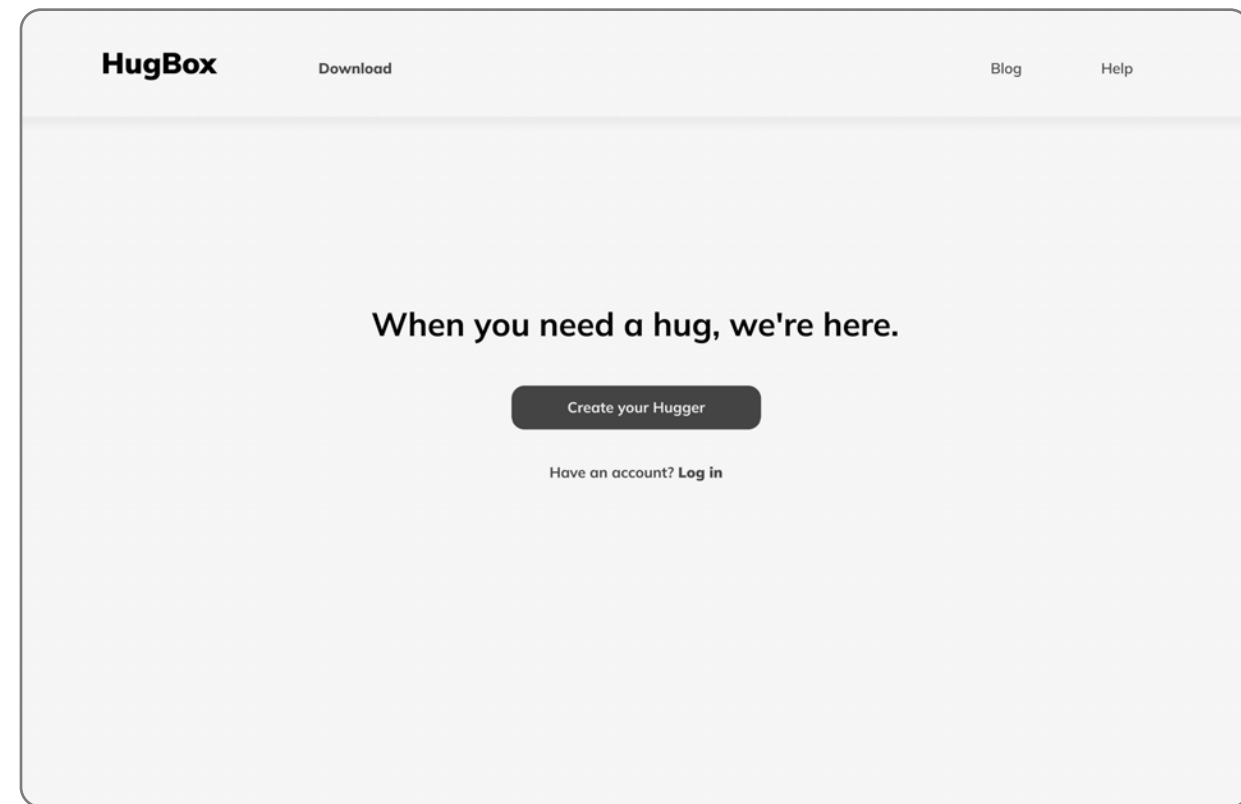 HugBox
Download
Blog
Help
When you need a hug, we're here.
Create your Hugger
Have an account? Log in